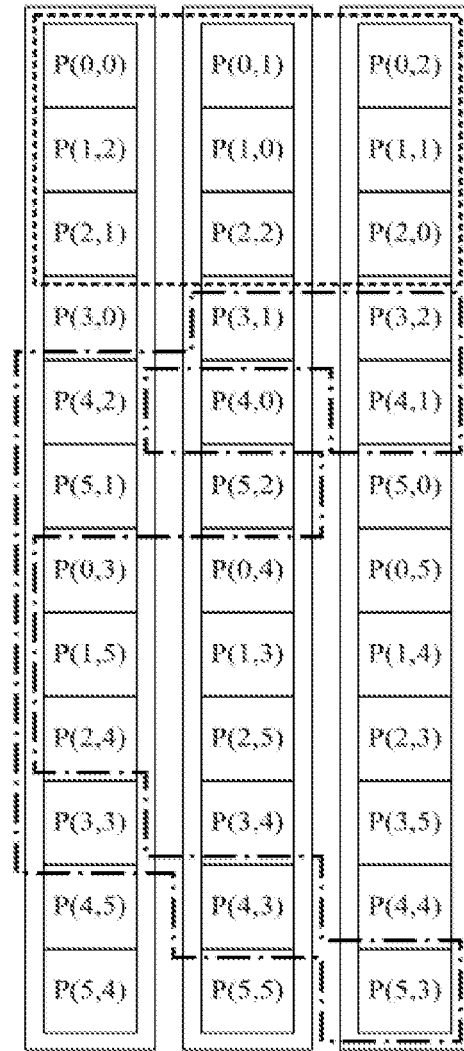 P(0,0) P(0,1) P(0,2)
P(1,2) P(1,0) P(1,1)
P(2,1) P(2,2) P(2,0)
P(3,0) P(3,1) P(3,2)
P(4,2) P(4,0) P(4,1)
P(5,1) P(5,2) P(5,0)
P(0,3) P(0,4) P(0,5)
P(1,5) P(1,3) P(1,4)
P(2,4) P(2,5) P(2,3)
P(3,3) P(3,4) P(3,5)
P(4,5) P(4,3) P(4,4)
P(5,4) P(5,5) P(5,3)